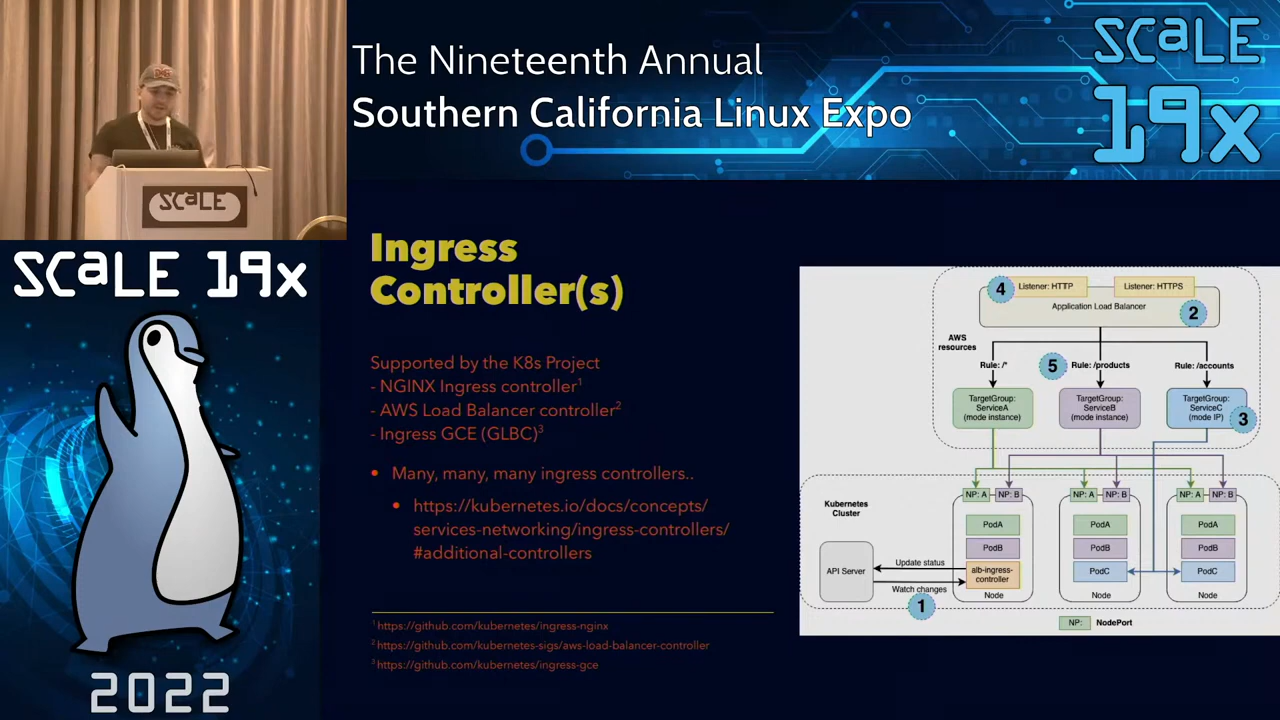 The Nineteenth Annual
Southern California Linux Expo
SCaLE
19x
SCaLE
SCaLE 19x
2022
Ingress
Controller(s)
Supported by the K8s Project
- NGINX Ingress controller1
- AWS Load Balancer controller2
- Ingress GCE (GLBC)3
• Many, many, many ingress controllers..
• https://kubernetes.io/docs/concepts/
services-networking/ingress-controllers/
#additional-controllers
1 https://github.com/kubernetes/ingress-nginx
2 https://github.com/kubernetes-sigs/aws-load-balancer-controller
3 https://github.com/kubernetes/ingress-gce
4 Listener: HTTP Listener: HTTPS
Application Load Balancer 2
AWS
resources
Rule: /* 5 Rule: /products Rule: /accounts
TargetGroup:
ServiceA
(mode instance)
TargetGroup:
ServiceB
(mode instance)
TargetGroup:
ServiceC
(mode IP)
3
Kubernetes
Cluster
NP: A NP: B NP: A NP: B NP: A NP: B
PodA PodA PodA
PodB PodB PodB
API Server
Update status
Watch changes
1
alb-ingress-
controller
PodC PodC
Node Node Node
NP: NodePort